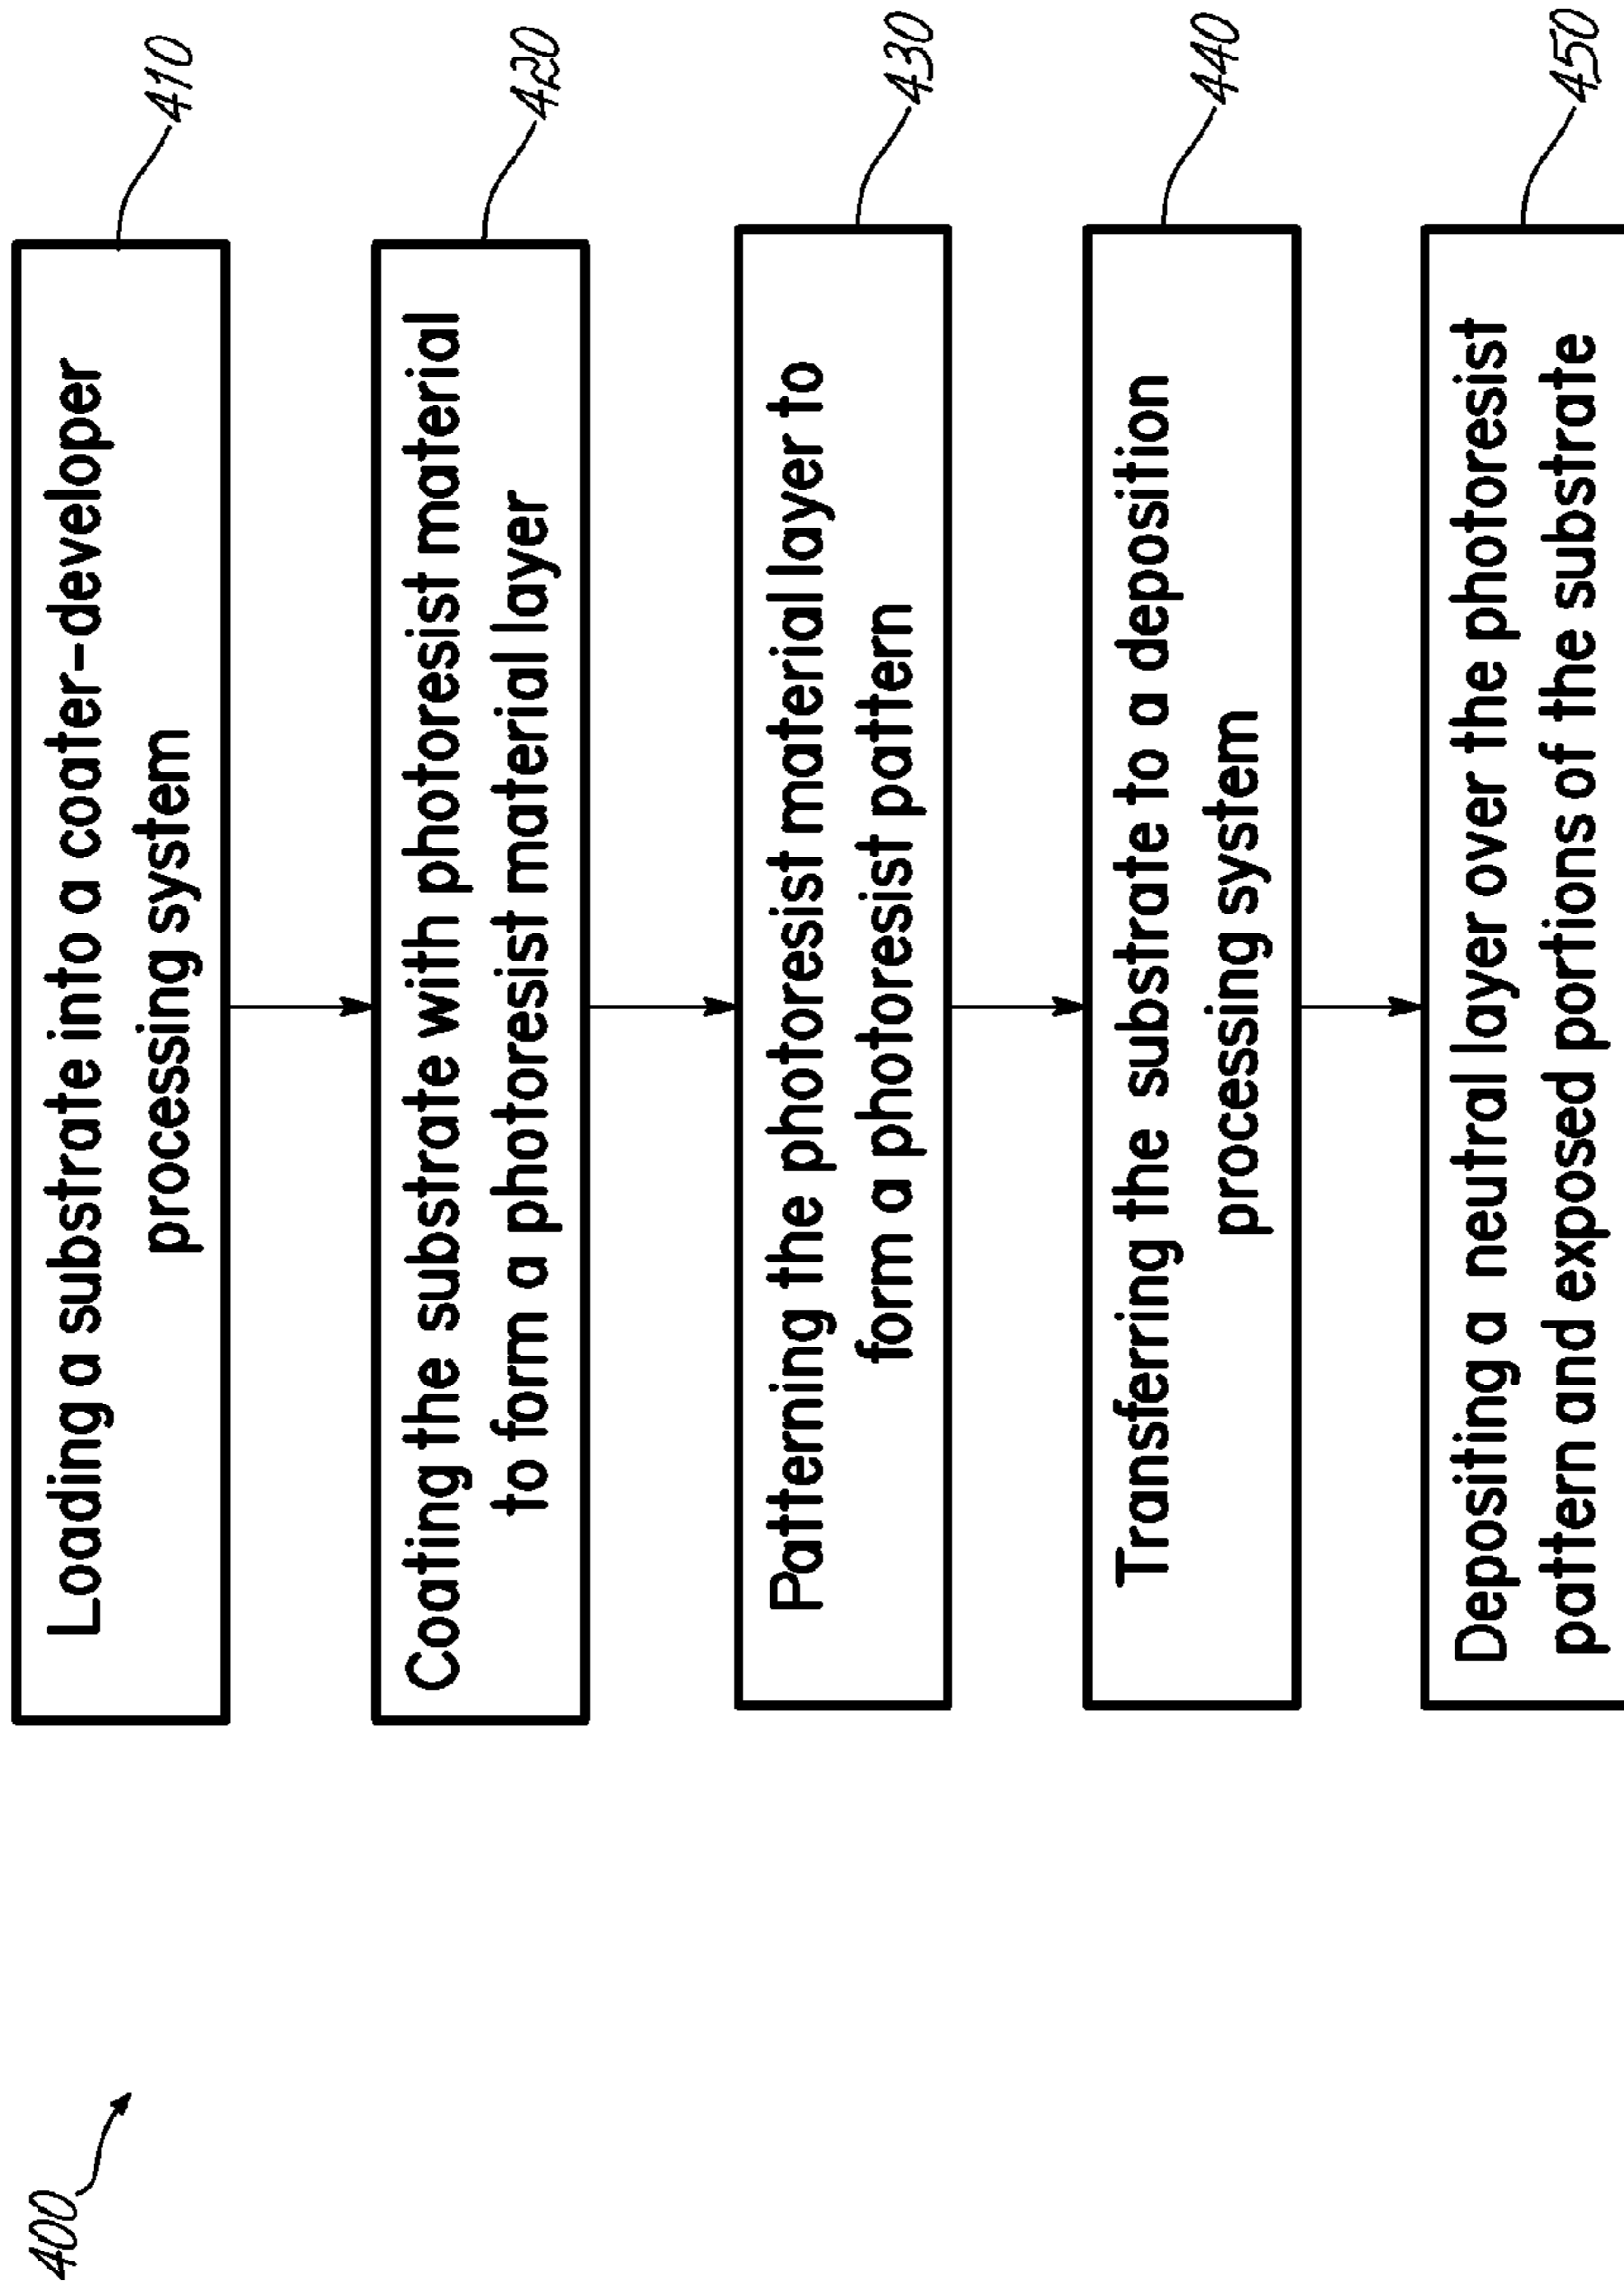 400
Loading a substrate into a coater-developer
processing system
410
Coating the substrate with photoresist material
to form a photoresist material layer
420
Patterning the photoresist material layer to
form a photoresist pattern
430
Transferring the substrate to a deposition
processing system
440
Depositing a neutral layer over the photoresist
pattern and exposed portions of the substrate
450